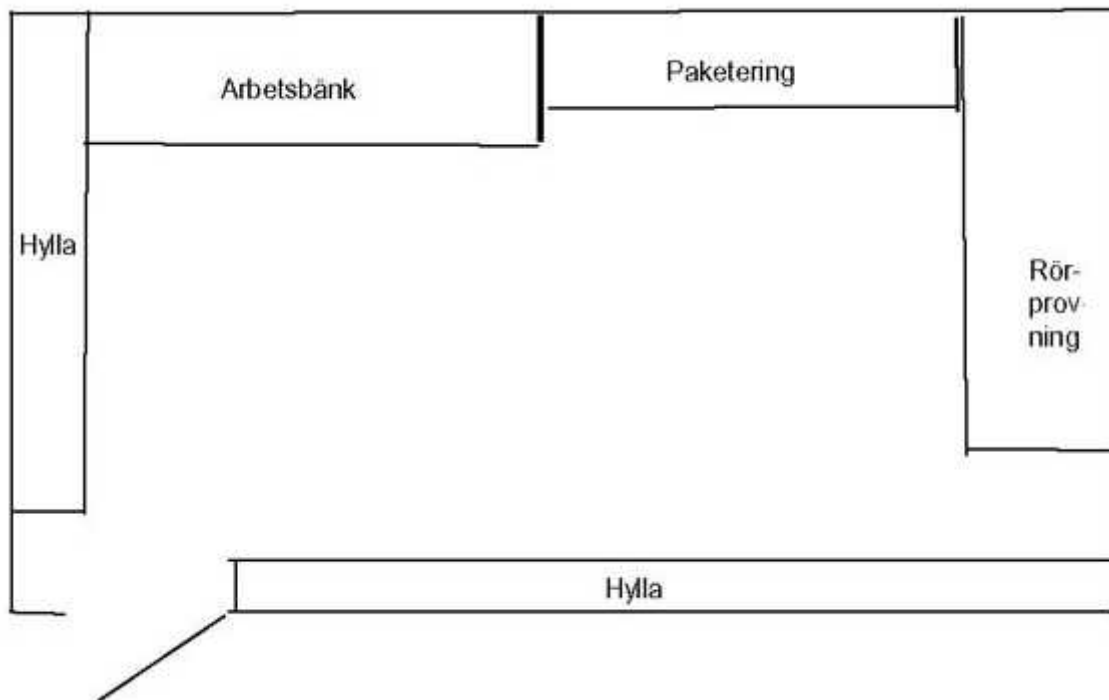 Arbetsbänk
Paketering
Hylla
Rör-
prov-
ning
Hylla